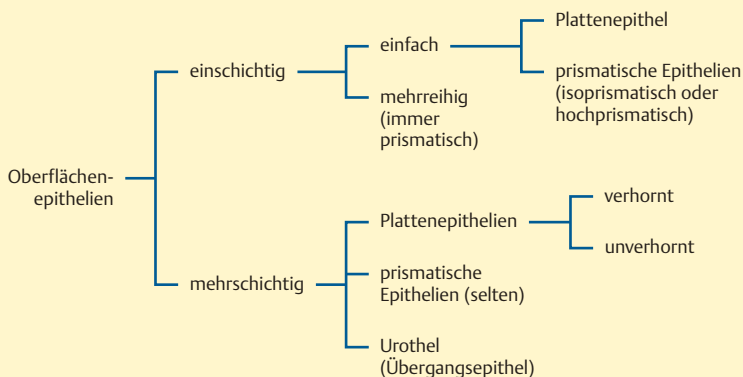 Plattenepithel
einfach
einschichtig
prismatische Epithelien
(isoprismatisch oder
hochprismatisch)
mehrreihig
(immer
prismatisch)
Oberflächen-
epithelien
verhornt
Plattenepithelien
unverhornt
mehrschichtig
prismatische
Epithelien (selten)
Urothel
(Übergangsepithel)